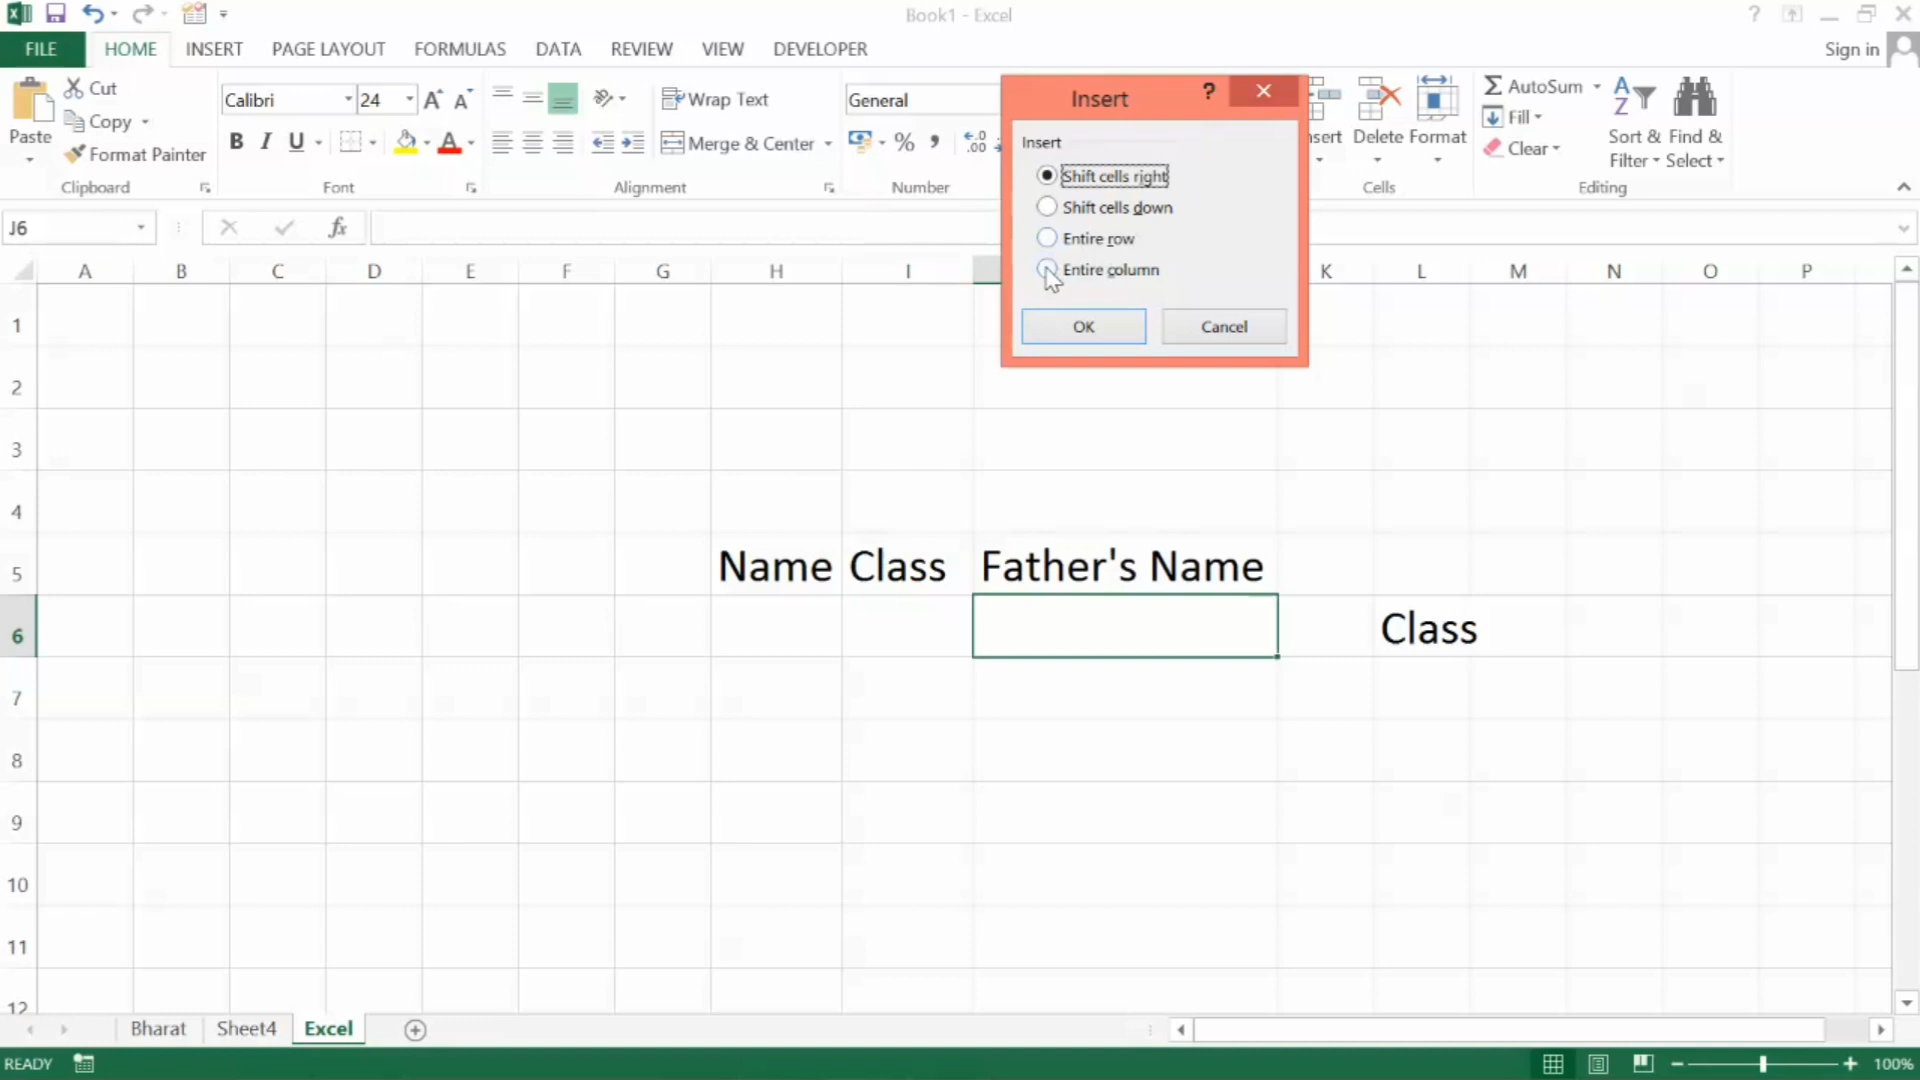 Book1 - Excel
FILE HOME INSERT PAGE LAYOUT FORMULAS DATA REVIEW VIEW DEVELOPER Sign in
Cut
Copy
Format Painter
Paste
Clipboard
Calibri 24
B I U A
Font
Wrap Text
Merge & Center
Alignment
General
% ,
Number
Delete Format
Cells
AutoSum
Fill
Clear
Sort & Filter
Find & Select
Editing
Insert ?
Insert
Shift cells right
Shift cells down
Entire row
Entire column
OK Cancel
J6 fx
A B C D E F G H I K L M N O P
1
2
3
4
5 Name Class Father's Name
6 Class
7
8
9
10
11
12
Bharat Sheet4 Excel
READY 100%